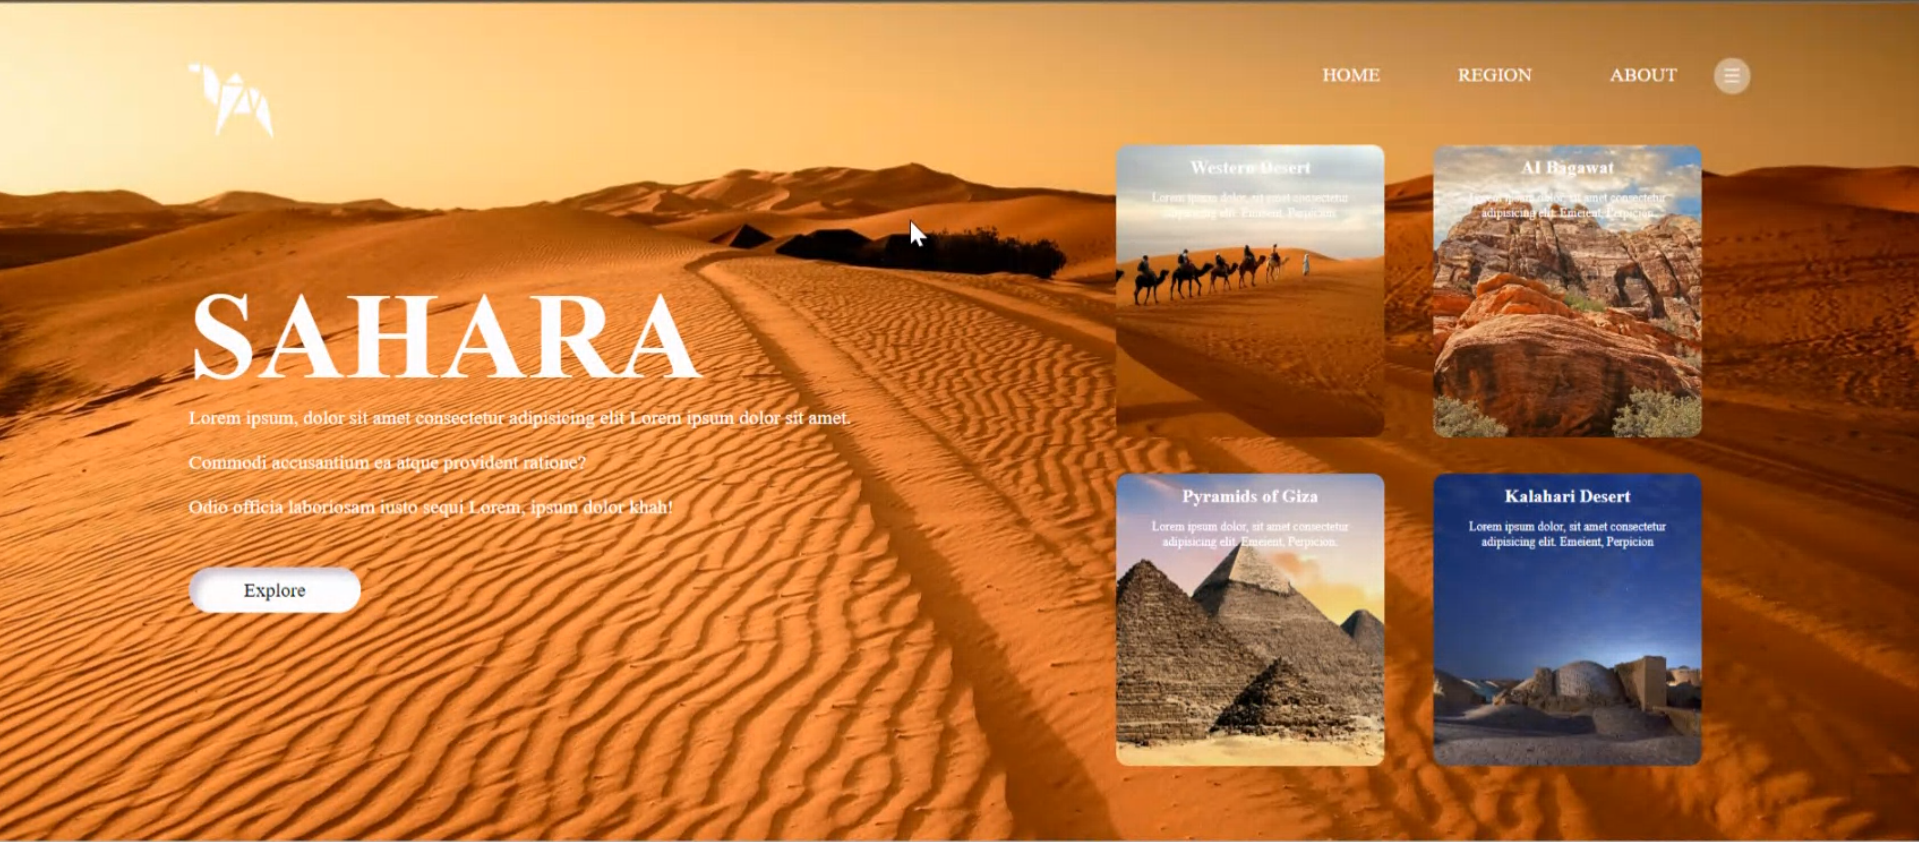 HOME REGION ABOUT
SAHARA
Lorem ipsum, dolor sit amet consectetur adipisicing elit Lorem ipsum dolor sit amet.
Commodi accusantium ea atque provident ratione?
Odio officia laboriosam iusto sequi Lorem, ipsum dolor khah!
Explore
Western Desert
Lorem ipsum dolor, sit amet consectetur
adipisicing elit. Emeient, Perpicion.
AI Bagawat
Lorem ipsum dolor, sit amet consectetur
adipisicing elit. Emeient, Perpicion.
Pyramids of Giza
Lorem ipsum dolor, sit amet consectetur
adipisicing elit. Emeient, Perpicion.
Kalahari Desert
Lorem ipsum dolor, sit amet consectetur
adipisicing elit. Emeient, Perpicion